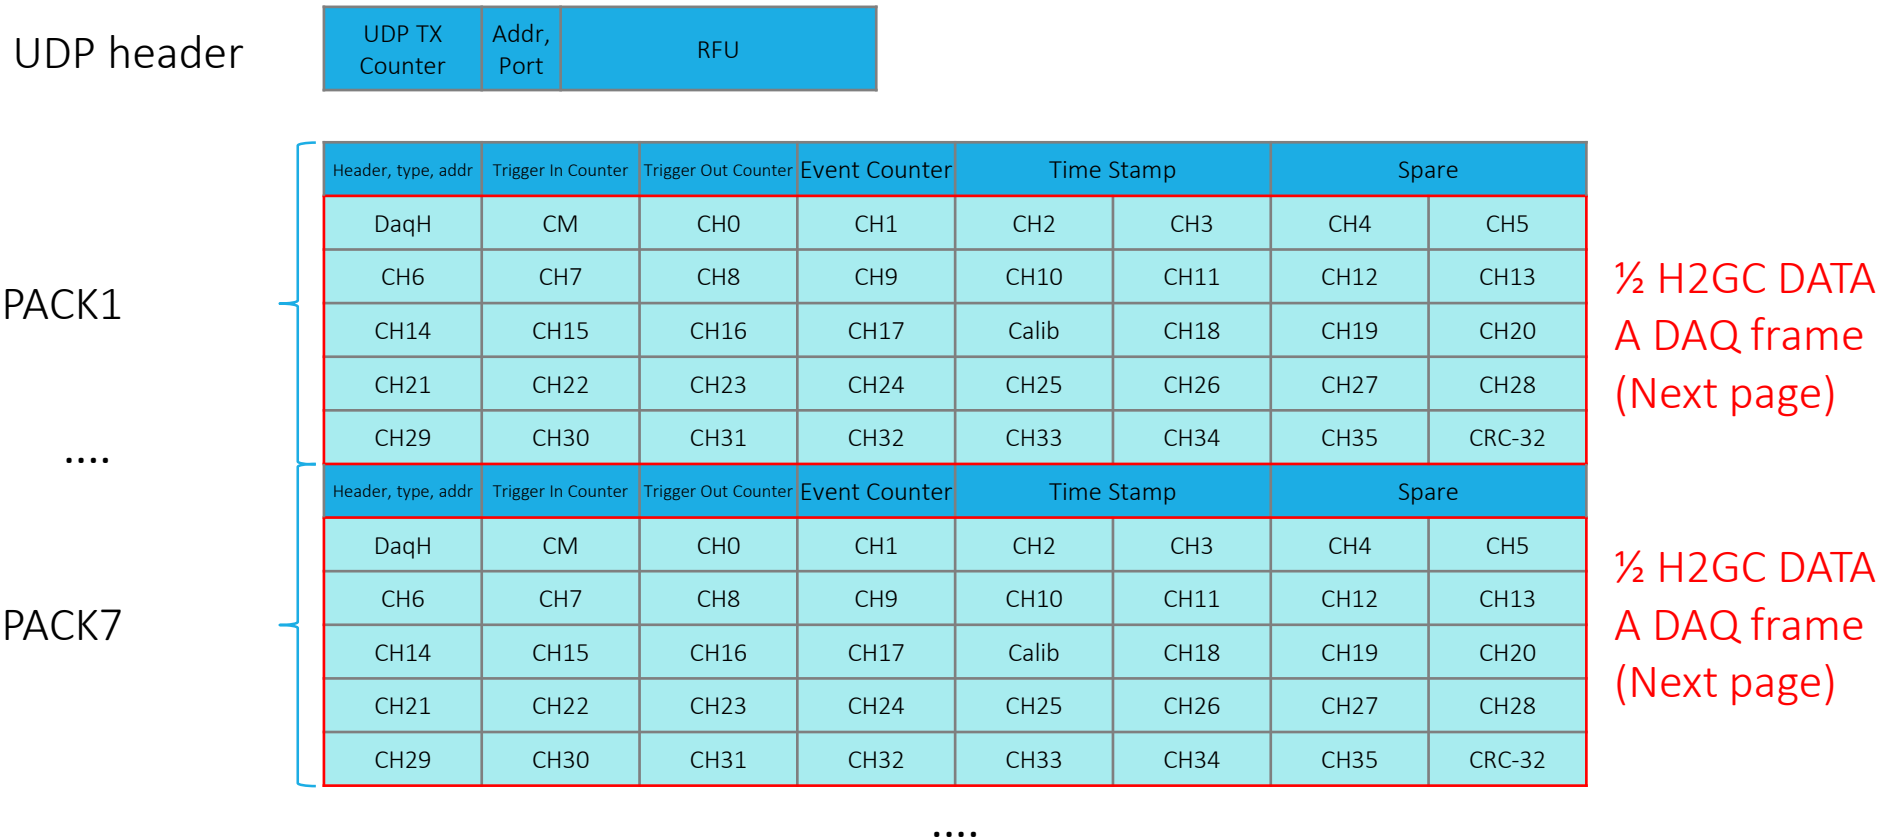 UDP header
UDP TX Counter Addr, Port RFU
PACK1
Header, type, addr Trigger In Counter Trigger Out Counter Event Counter Time Stamp Spare
DaqH CM CH0 CH1 CH2 CH3 CH4 CH5
CH6 CH7 CH8 CH9 CH10 CH11 CH12 CH13
CH14 CH15 CH16 CH17 Calib CH18 CH19 CH20
CH21 CH22 CH23 CH24 CH25 CH26 CH27 CH28
CH29 CH30 CH31 CH32 CH33 CH34 CH35 CRC-32
½ H2GC DATA
A DAQ frame
(Next page)
....
PACK7
Header, type, addr Trigger In Counter Trigger Out Counter Event Counter Time Stamp Spare
DaqH CM CH0 CH1 CH2 CH3 CH4 CH5
CH6 CH7 CH8 CH9 CH10 CH11 CH12 CH13
CH14 CH15 CH16 CH17 Calib CH18 CH19 CH20
CH21 CH22 CH23 CH24 CH25 CH26 CH27 CH28
CH29 CH30 CH31 CH32 CH33 CH34 CH35 CRC-32
½ H2GC DATA
A DAQ frame
(Next page)
....